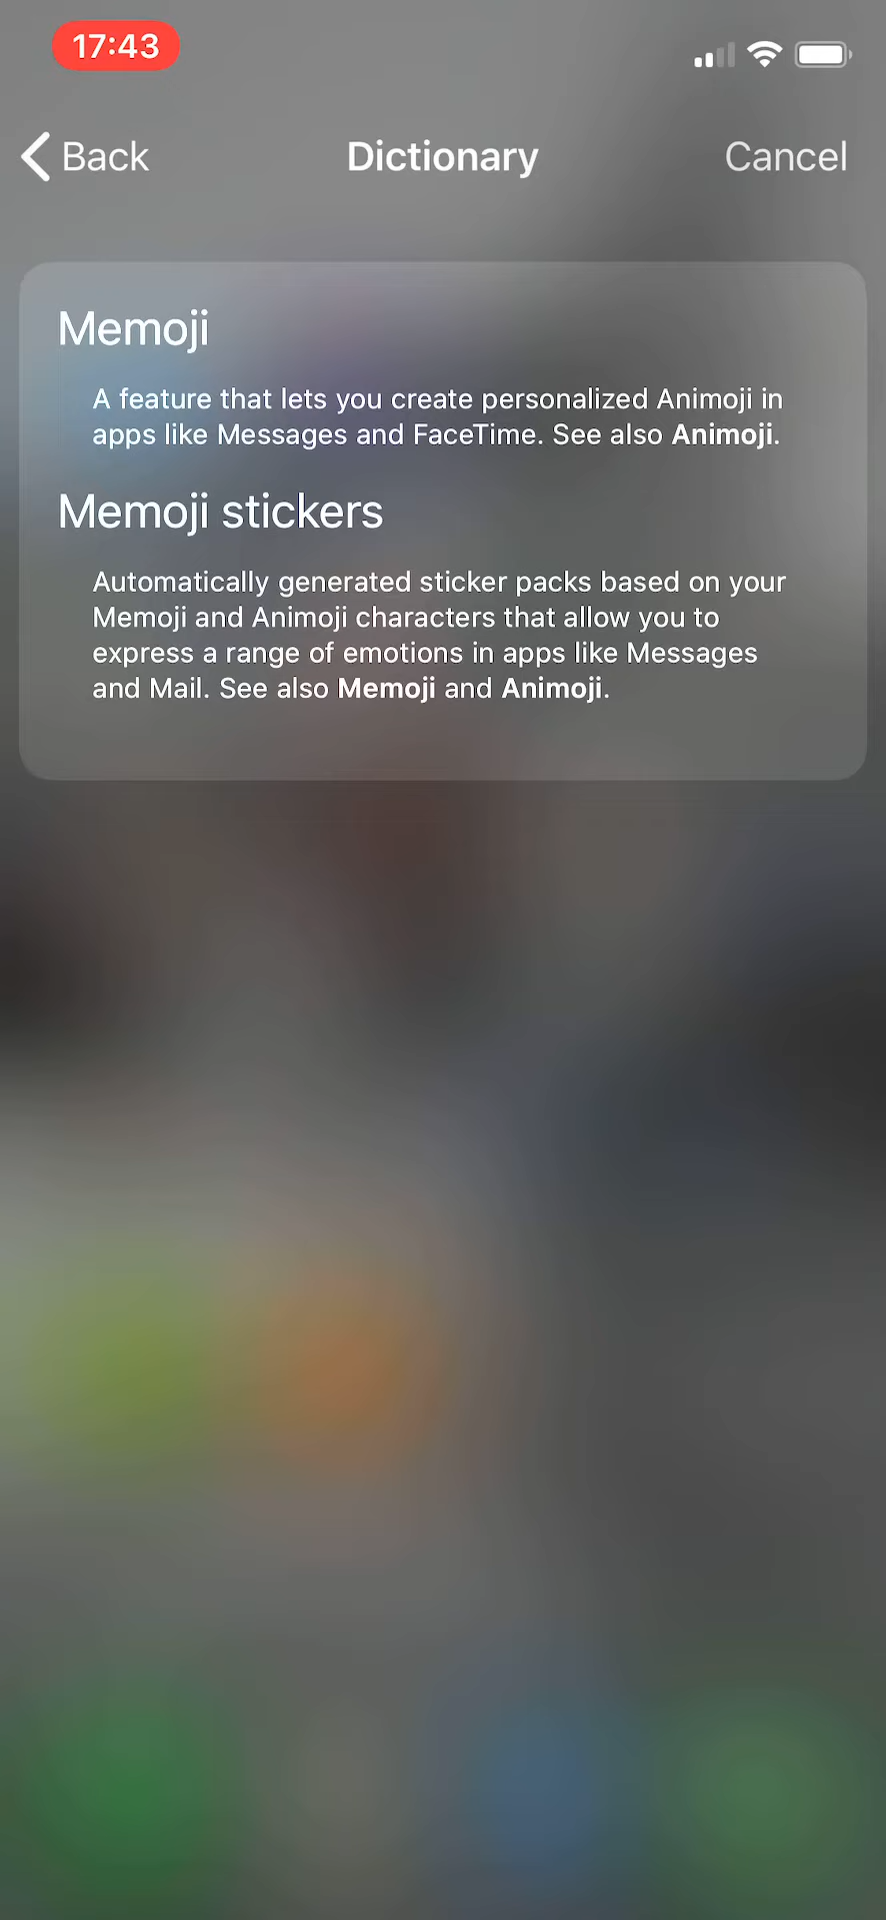 17:43
Back
Dictionary
Cancel
Memoji
A feature that lets you create personalized Animoji in
apps like Messages and FaceTime. See also Animoji.
Memoji stickers
Automatically generated sticker packs based on your
Memoji and Animoji characters that allow you to
express a range of emotions in apps like Messages
and Mail. See also Memoji and Animoji.